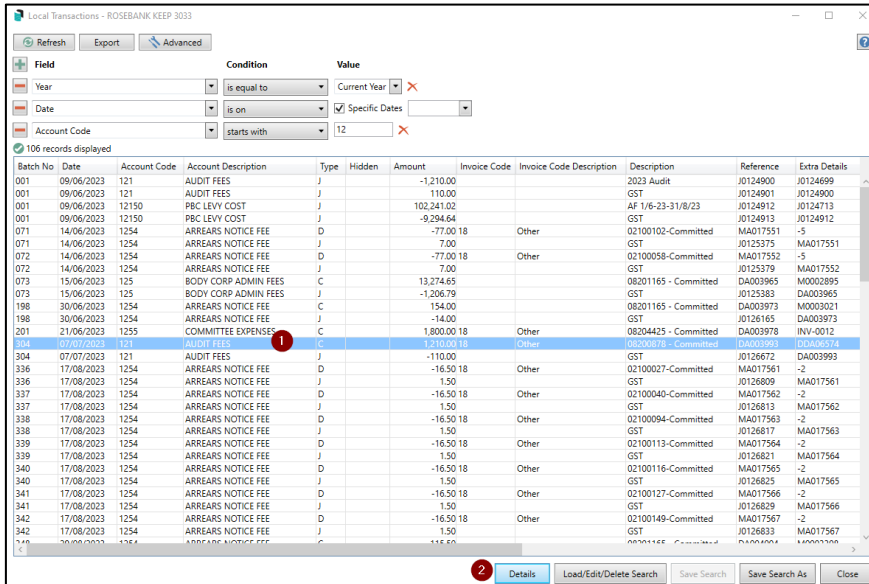 Local Transactions - ROSEBANK KEEP 3033
Refresh Export Advanced
Field Condition Value
Year is equal to Current Year
Date is on Specific Dates
Account Code starts with 12
106 records displayed
Batch No Date Account Code Account Description Type Hidden Amount Invoice Code Invoice Code Description Description Reference Extra Details
001 09/06/2023 121 AUDIT FEES J -1,210.00 2023 Audit J0124900 J0124699
001 09/06/2023 121 AUDIT FEES J 110.00 GST J0124901 J0124900
001 09/06/2023 12150 PBC LEVY COST J 102,241.02 AF 1/6-23-31/8/23 J0124912 J0124713
001 09/06/2023 12150 PBC LEVY COST J -9,294.64 GST J0124913 J0124912
071 14/06/2023 1254 ARREARS NOTICE FEE D -77.00 18 Other 02100102-Committed MA017551 -5
071 14/06/2023 1254 ARREARS NOTICE FEE J 7.00 GST J0125375 MA017551
072 14/06/2023 1254 ARREARS NOTICE FEE D -77.00 18 Other 02100058-Committed MA017552 -5
072 14/06/2023 1254 ARREARS NOTICE FEE J 7.00 GST J0125379 MA017552
073 15/06/2023 125 BODY CORP ADMIN FEES C 13,274.65 08201165 - Committed DA003965 M0002895
073 15/06/2023 125 BODY CORP ADMIN FEES J -1,206.79 GST J0125383 DA003965
198 30/06/2023 1254 ARREARS NOTICE FEE C 154.00 08201165 - Committed DA003973 M0003021
198 30/06/2023 1254 ARREARS NOTICE FEE J -14.00 GST J0126165 DA003973
201 21/06/2023 1255 COMMITTEE EXPENSES C 1,800.00 18 Other 08204425 - Committed DA003978 INV-0012
304 07/07/2023 121 AUDIT FEES 1 C 1,210.00 18 Other 08200878 - Committed DA003993 DDA06574
304 07/07/2023 121 AUDIT FEES J -110.00 GST J0126672 DA003993
336 17/08/2023 1254 ARREARS NOTICE FEE D -16.50 18 Other 02100027-Committed MA017561 -2
336 17/08/2023 1254 ARREARS NOTICE FEE J 1.50 GST J0126809 MA017561
337 17/08/2023 1254 ARREARS NOTICE FEE D -16.50 18 Other 02100040-Committed MA017562 -2
337 17/08/2023 1254 ARREARS NOTICE FEE J 1.50 GST J0126813 MA017562
338 17/08/2023 1254 ARREARS NOTICE FEE D -16.50 18 Other 02100094-Committed MA017563 -2
338 17/08/2023 1254 ARREARS NOTICE FEE J 1.50 GST J0126817 MA017563
339 17/08/2023 1254 ARREARS NOTICE FEE D -16.50 18 Other 02100113-Committed MA017564 -2
339 17/08/2023 1254 ARREARS NOTICE FEE J 1.50 GST J0126821 MA017564
340 17/08/2023 1254 ARREARS NOTICE FEE D -16.50 18 Other 02100116-Committed MA017565 -2
340 17/08/2023 1254 ARREARS NOTICE FEE J 1.50 GST J0126825 MA017565
341 17/08/2023 1254 ARREARS NOTICE FEE D -16.50 18 Other 02100127-Committed MA017566 -2
341 17/08/2023 1254 ARREARS NOTICE FEE J 1.50 GST J0126829 MA017566
342 17/08/2023 1254 ARREARS NOTICE FEE D -16.50 18 Other 02100149-Committed MA017567 -2
342 17/08/2023 1254 ARREARS NOTICE FEE J 1.50 GST J0126833 MA017567
2 Details Load/Edit/Delete Search Save Search Save Search As Close